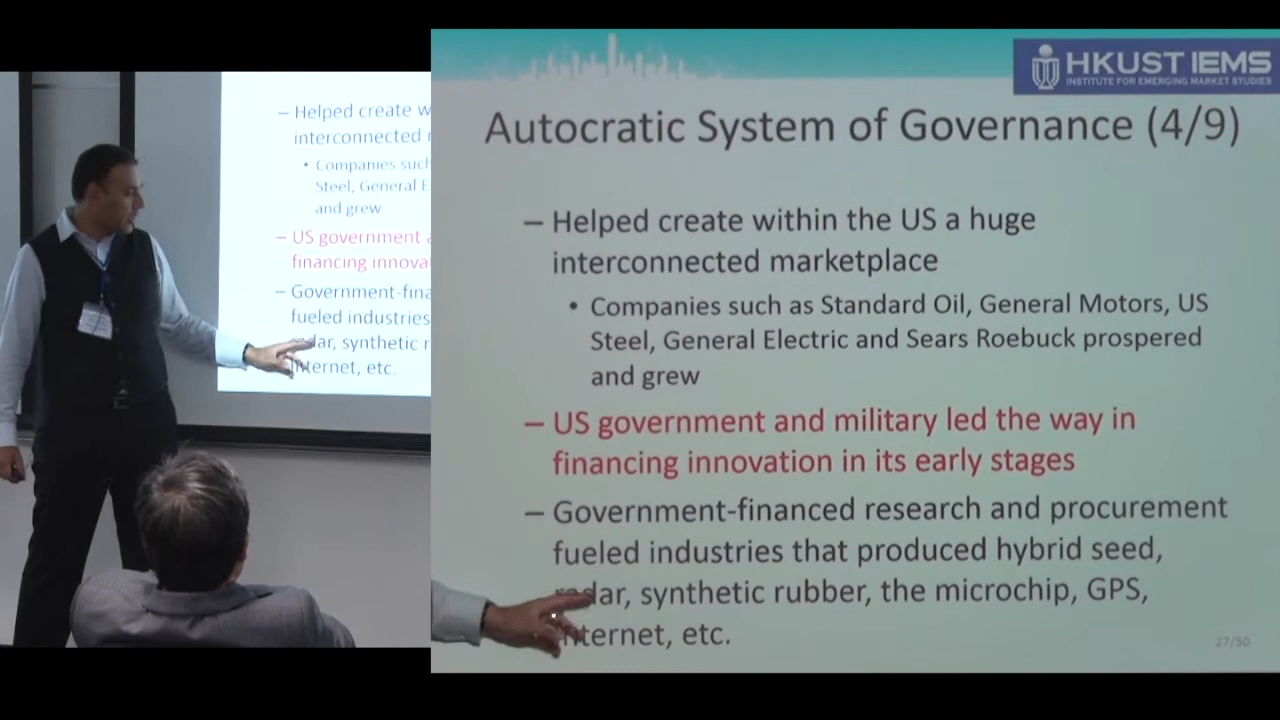 – Helped create w
interconnected
• Companies such
Steel, General E
and grew
– US government
financing innova
– Government-fina
fueled industries
dar, synthetic r
nternet, etc.
HKUST IEMS
INSTITUTE FOR EMERGING MARKET STUDIES
Autocratic System of Governance (4/9)
– Helped create within the US a huge
interconnected marketplace
• Companies such as Standard Oil, General Motors, US
Steel, General Electric and Sears Roebuck prospered
and grew
– US government and military led the way in
financing innovation in its early stages
– Government-financed research and procurement
fueled industries that produced hybrid seed,
radar, synthetic rubber, the microchip, GPS,
nternet, etc.
27/50